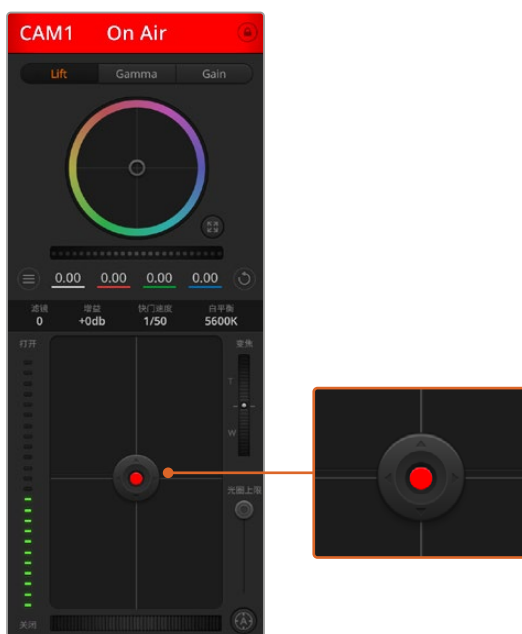 CAM1 On Air
Lift Gamma Gain
0.00 0.00 0.00 0.00
滤镜 增益 快门速度 白平衡
0 +0db 1/50 5600K
打开 变焦
T
W
光圈上限
关闭 A